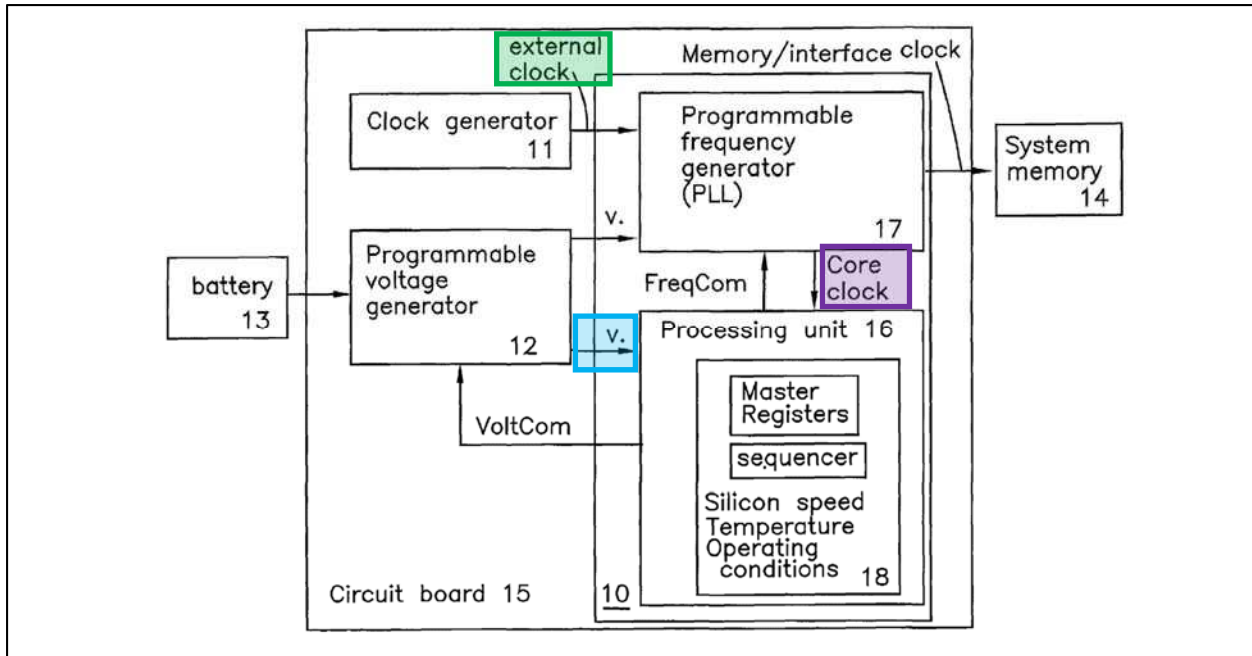 external
clock
Memory/interface clock
Clock generator
11
Programmable
frequency
generator
(PLL)
17
System
memory
14
v.
Programmable
voltage
generator
12
battery
13
FreqCom
Core
clock
v.
Processing unit 16
Master
Registers
sequencer
VoltCom
Silicon speed
Temperature
Operating
conditions
18
Circuit board 15
10